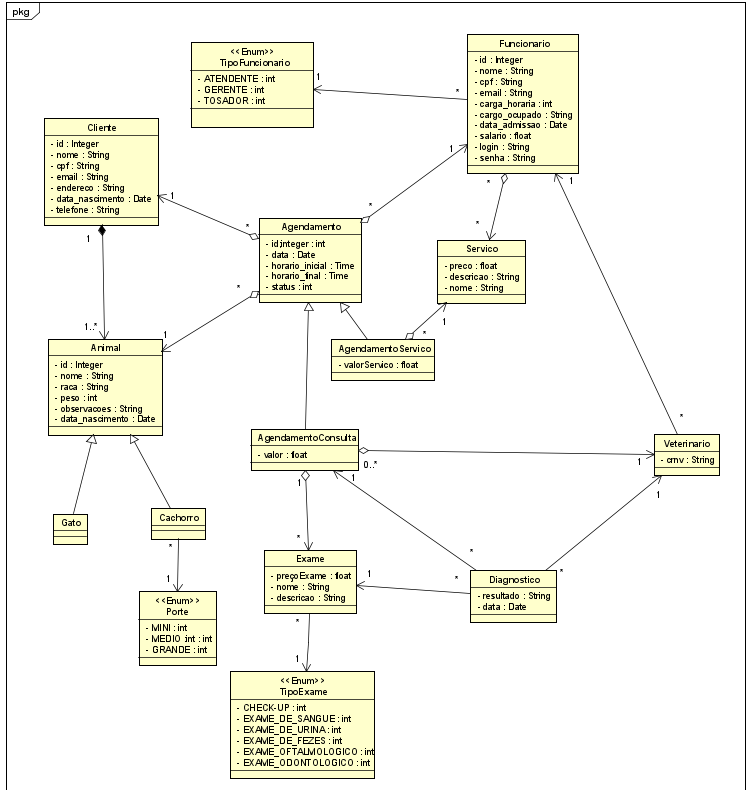 pkg
Funcionario
- id : Integer
- nome : String
- cpf : String
- email : String
- carga_horaria : int
- cargo_ocupado : String
- data_admissao : Date
- salario : float
- login : String
- senha : String
<<Enum>>
TipoFuncionario
- ATENDENTE : int
- GERENTE : int
- TOSADOR : int
1
*
Cliente
- id : Integer
- nome : String
- cpf : String
- email : String
- endereco : String
- data_nascimento : Date
- telefone : String
1
*
*
1
1
1..*
*
1
Agendamento
- id;integer : int
- data : Date
- horario_inicial : Time
- horario_final : Time
- status : int
*
*
Servico
- preco : float
- descricao : String
- nome : String
1
*
AgendamentoServico
- valorServico : float
Animal
- id : Integer
- nome : String
- raca : String
- peso : int
- observacoes : String
- data_nascimento : Date
1
*
AgendamentoConsulta
- valor : float
0..*
1
Veterinario
- crmv : String
Gato
Cachorro
*
1
<<Enum>>
Porte
- MINI : int
- MEDIO :int : int
- GRANDE : int
1
*
1
*
1
*
Exame
- preçoExame : float
- nome : String
- descricao : String
1
*
Diagnostico
- resultado : String
- data : Date
*
1
<<Enum>>
TipoExame
- CHECK-UP : int
- EXAME_DE_SANGUE : int
- EXAME_DE_URINA : int
- EXAME_DE_FEZES : int
- EXAME_OFTALMOLOGICO : int
- EXAME_ODONTOLOGICO : int